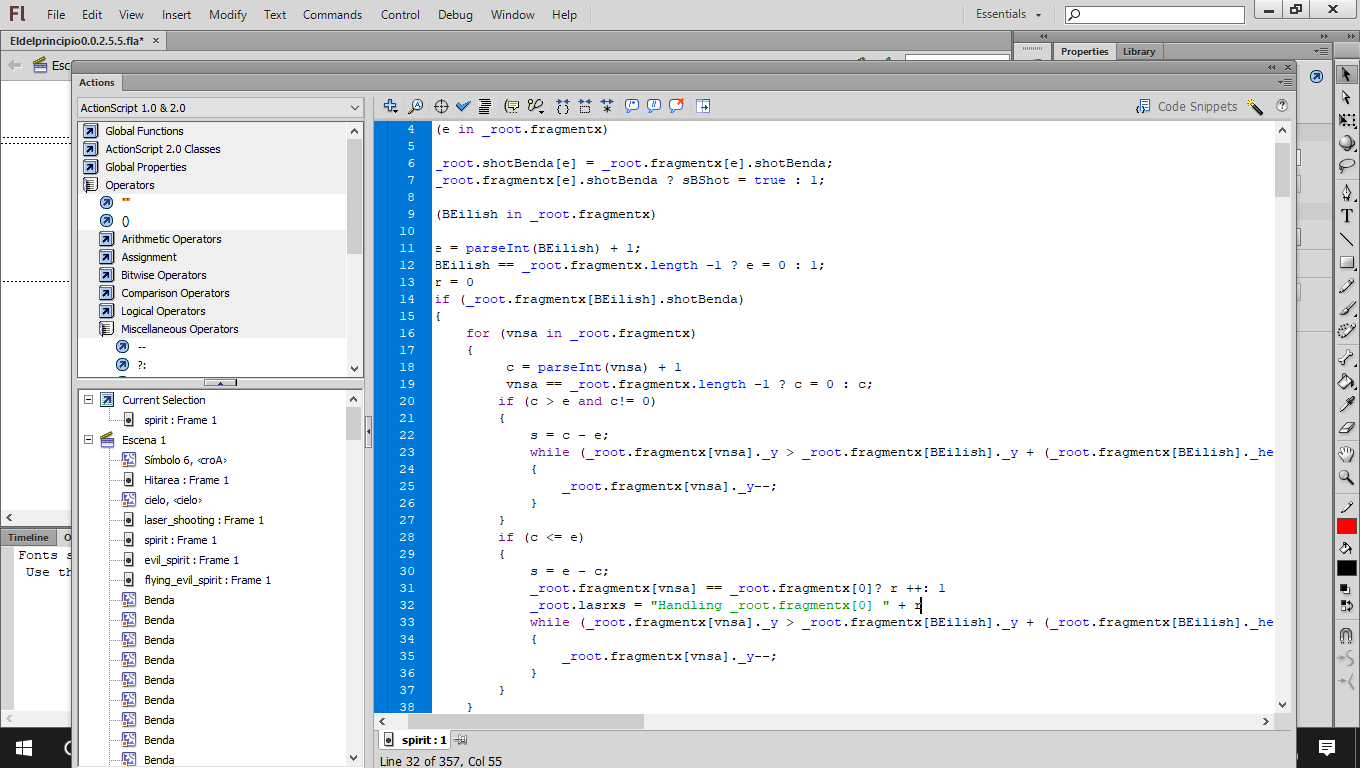 Fl File Edit View Insert Modify Text Commands Control Debug Window Help Essentials
Eldelprincipio0.0.2.5.5.fla* ×
Properties Library
Esc
Actions
ActionScript 1.0 & 2.0
Code Snippets
Global Functions
ActionScript 2.0 Classes
Global Properties
Operators
""
()
Arithmetic Operators
Assignment
Bitwise Operators
Comparison Operators
Logical Operators
Miscellaneous Operators
--
?:
Current Selection
spirit : Frame 1
Escena 1
Símbolo 6, <croA>
Hitarea : Frame 1
cielo, <cielo>
laser_shooting : Frame 1
spirit : Frame 1
evil_spirit : Frame 1
flying_evil_spirit : Frame 1
Benda
Benda
Benda
Benda
Benda
Benda
Benda
Benda
Benda
4 (e in _root.fragmentx)
5
6 _root.shotBenda[e] = _root.fragmentx[e].shotBenda;
7 _root.fragmentx[e].shotBenda ? sBShot = true : 1;
8
9 (BEilish in _root.fragmentx)
10
11 e = parseInt(BEilish) + 1;
12 BEilish == _root.fragmentx.length -1 ? e = 0 : 1;
13 r = 0
14 if (_root.fragmentx[BEilish].shotBenda)
15 {
16 for (vnsa in _root.fragmentx)
17 {
18 c = parseInt(vnsa) + 1
19 vnsa == _root.fragmentx.length -1 ? c = 0 : c;
20 if (c > e and c!= 0)
21 {
22 s = c - e;
23 while (_root.fragmentx[vnsa]._y > _root.fragmentx[BEilish]._y + (_root.fragmentx[BEilish]._he
24 {
25 _root.fragmentx[vnsa]._y--;
26 }
27 }
28 if (c <= e)
29 {
30 s = e - c;
31 _root.fragmentx[vnsa] == _root.fragmentx[0]? r ++: 1
32 _root.lasrxs = "Handling _root.fragmentx[0] " + r
33 while (_root.fragmentx[vnsa]._y > _root.fragmentx[BEilish]._y + (_root.fragmentx[BEilish]._he
34 {
35 _root.fragmentx[vnsa]._y--;
36 }
37 }
38 }
Timeline O
Fonts s
Use th
spirit : 1
Line 32 of 357, Col 55